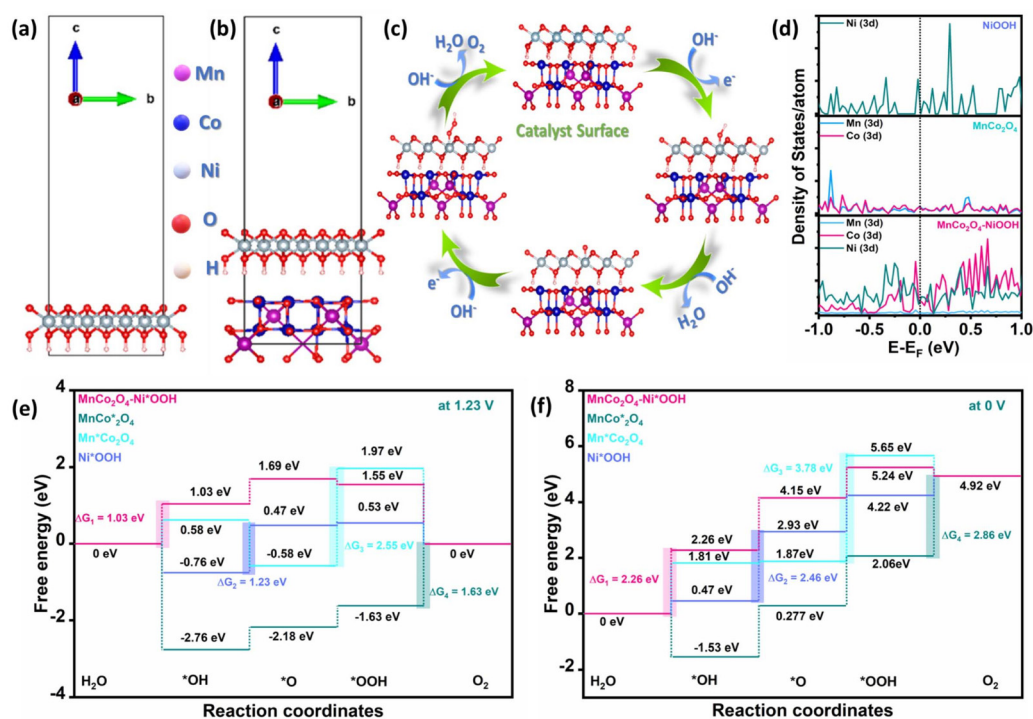 (a)
c
a
b
Mn
Co
Ni
O
H
(b)
c
a
b
(c)
H₂O O₂
OH⁻
OH⁻
e⁻
Catalyst Surface
e⁻
OH⁻
OH⁻
H₂O
(d)
Density of States/atom
Ni (3d)
NiOOH
Mn (3d)
Co (3d)
MnCo₂O₄
Mn (3d)
Co (3d)
Ni (3d)
MnCo₂O₄-NiOOH
-1.0 -0.5 0.0 0.5 1.0
E-E_F (eV)
(e)
Free energy (eV)
4
2
0
-2
-4
MnCo₂O₄-Ni*OOH
MnCo*₂O₄
Mn*Co₂O₄
Ni*OOH
at 1.23 V
1.97 eV
1.69 eV
1.55 eV
1.03 eV
ΔG₁ = 1.03 eV
0.47 eV
0.53 eV
0.58 eV
0 eV
-0.76 eV
-0.58 eV
ΔG₃ = 2.55 eV
0 eV
ΔG₂ = 1.23 eV
ΔG₄ = 1.63 eV
-1.63 eV
-2.18 eV
-2.76 eV
H₂O *OH *O *OOH O₂
Reaction coordinates
(f)
Free energy (eV)
8
6
4
2
0
-2
-4
MnCo₂O₄-Ni*OOH
MnCo*₂O₄
Mn*Co₂O₄
Ni*OOH
at 0 V
5.65 eV
ΔG₃ = 3.78 eV
5.24 eV
4.92 eV
4.15 eV
4.22 eV
2.93 eV
ΔG₄ = 2.86 eV
2.26 eV
1.81 eV
1.87eV
2.06eV
ΔG₁ = 2.26 eV
ΔG₂ = 2.46 eV
0.47 eV
0 eV
0.277 eV
-1.53 eV
H₂O *OH *O *OOH O₂
Reaction coordinates